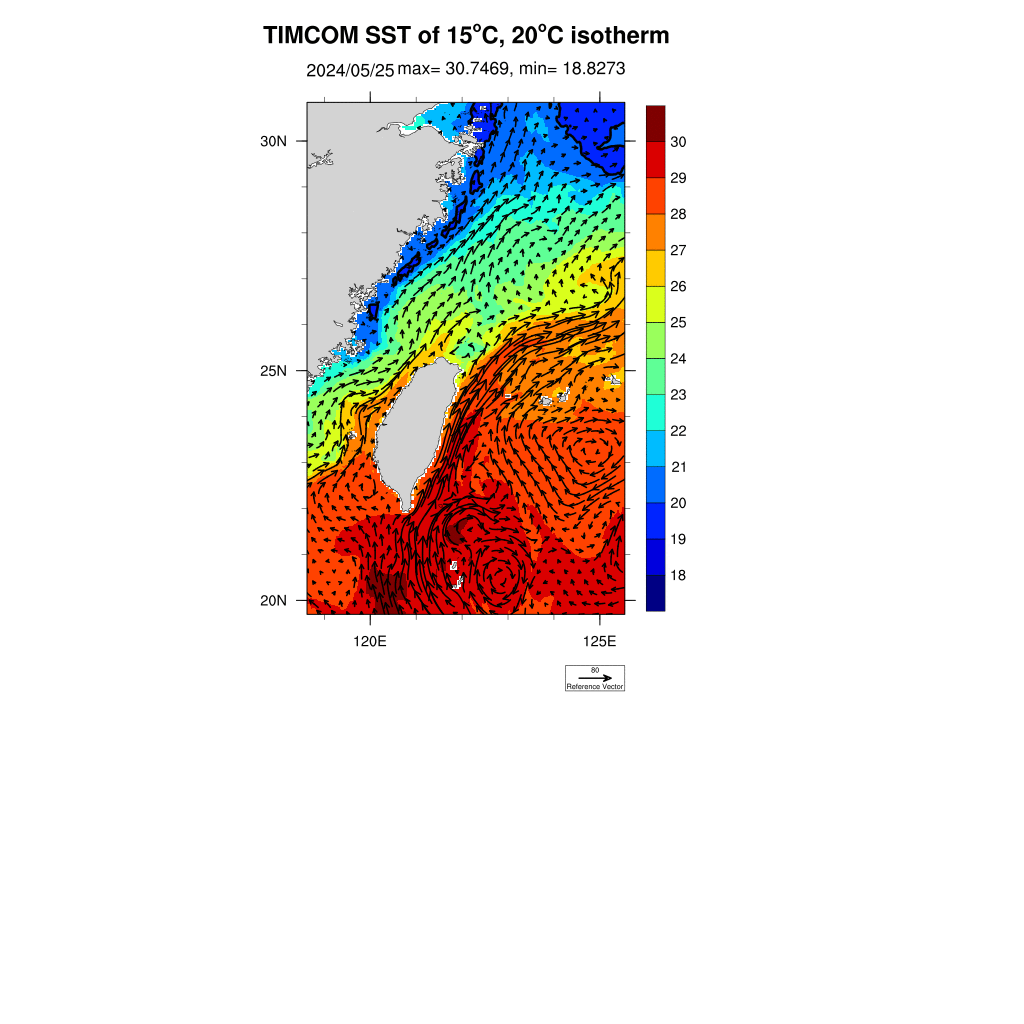 TIMCOM SST of 15°C, 20°C isotherm
2024/05/25 max= 30.7469, min= 18.8273
30N
25N
20N
120E
125E
30
29
28
27
26
25
24
23
22
21
20
19
18
80
Reference Vector